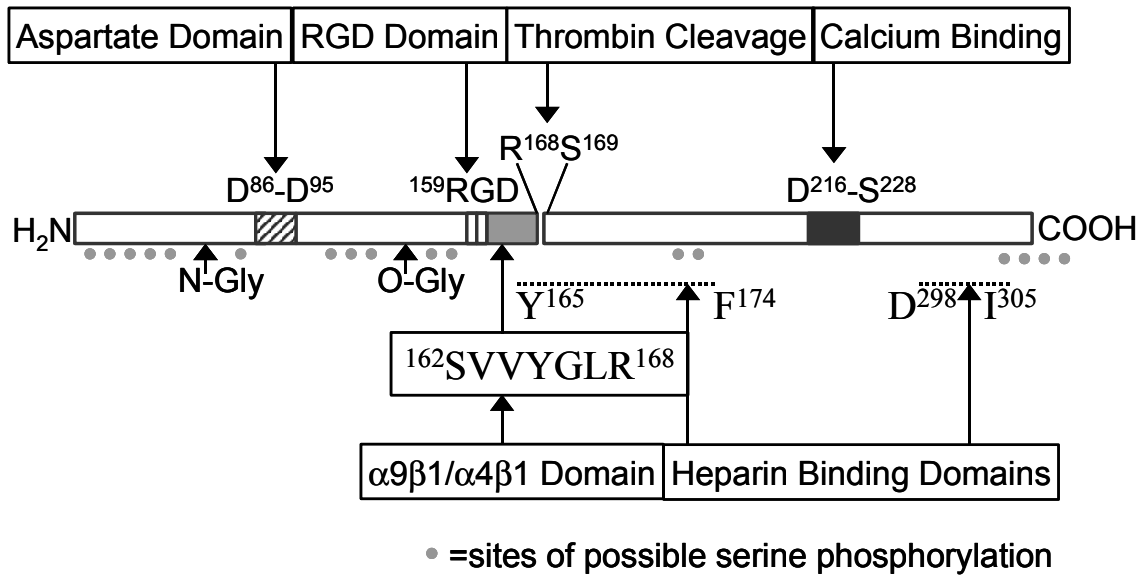 Aspartate Domain RGD Domain Thrombin Cleavage Calcium Binding
R¹⁶⁸S¹⁶⁹
D⁸⁶-D⁹⁵ ¹⁵⁹RGD D²¹⁶-S²²⁸
H₂N COOH
N-Gly O-Gly
Y¹⁶⁵ F¹⁷⁴ D²⁹⁸ I³⁰⁵
¹⁶²SVVYGLR¹⁶⁸
α9β1/α4β1 Domain Heparin Binding Domains
=sites of possible serine phosphorylation